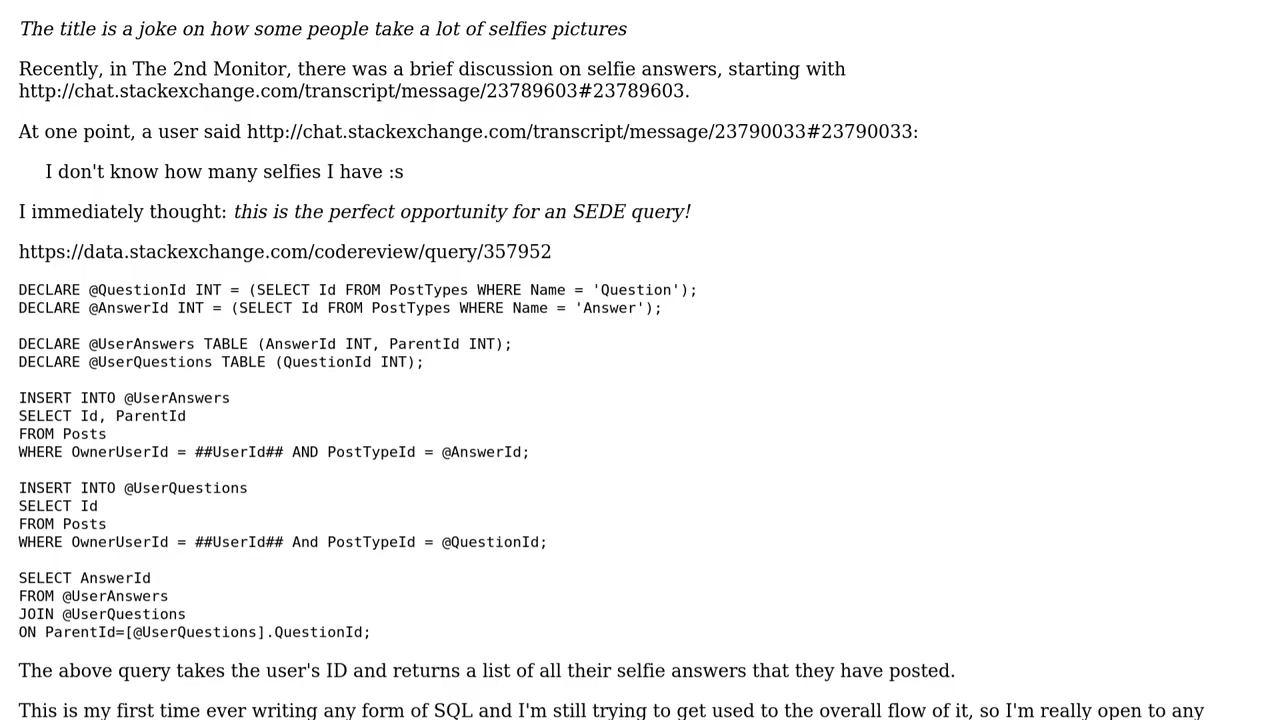 The title is a joke on how some people take a lot of selfies pictures
Recently, in The 2nd Monitor, there was a brief discussion on selfie answers, starting with
http://chat.stackexchange.com/transcript/message/23789603#23789603.
At one point, a user said http://chat.stackexchange.com/transcript/message/23790033#23790033:
I don't know how many selfies I have :s
I immediately thought: this is the perfect opportunity for an SEDE query!
https://data.stackexchange.com/codereview/query/357952
DECLARE @QuestionId INT = (SELECT Id FROM PostTypes WHERE Name = 'Question');
DECLARE @AnswerId INT = (SELECT Id FROM PostTypes WHERE Name = 'Answer');
DECLARE @UserAnswers TABLE (AnswerId INT, ParentId INT);
DECLARE @UserQuestions TABLE (QuestionId INT);
INSERT INTO @UserAnswers
SELECT Id, ParentId
FROM Posts
WHERE OwnerUserId = ##UserId## AND PostTypeId = @AnswerId;
INSERT INTO @UserQuestions
SELECT Id
FROM Posts
WHERE OwnerUserId = ##UserId## And PostTypeId = @QuestionId;
SELECT AnswerId
FROM @UserAnswers
JOIN @UserQuestions
ON ParentId=[@UserQuestions].QuestionId;
The above query takes the user's ID and returns a list of all their selfie answers that they have posted.
This is my first time ever writing any form of SQL and I'm still trying to get used to the overall flow of it, so I'm really open to any